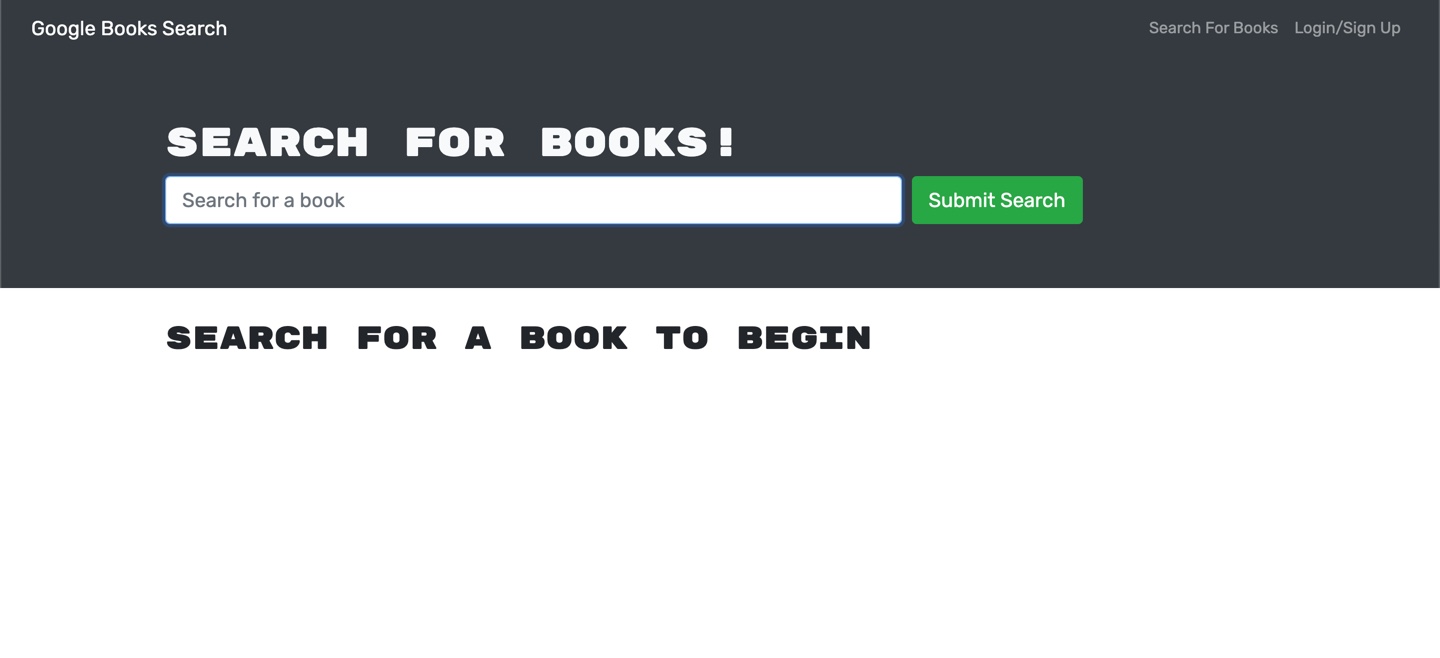 Google Books Search
Search For Books
Login/Sign Up
SEARCH FOR BOOKS!
Search for a book
Submit Search
SEARCH FOR A BOOK TO BEGIN